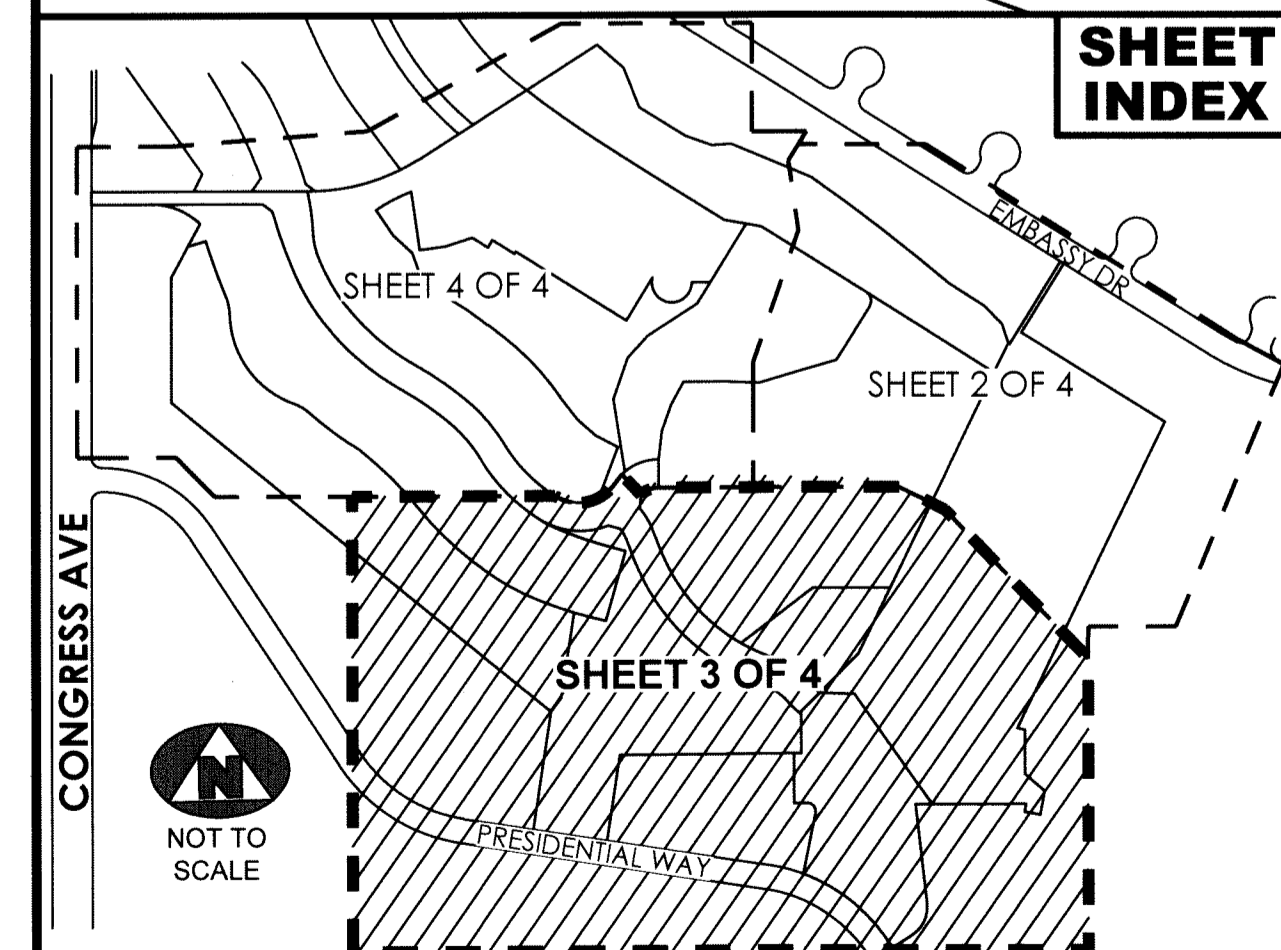 SHEET
INDEX
EMBASSY DR
SHEET 4 OF 4
SHEET 2 OF 4
CONGRESS AVE
SHEET 3 OF 4
N
NOT TO
SCALE
PRESIDENTIAL WAY